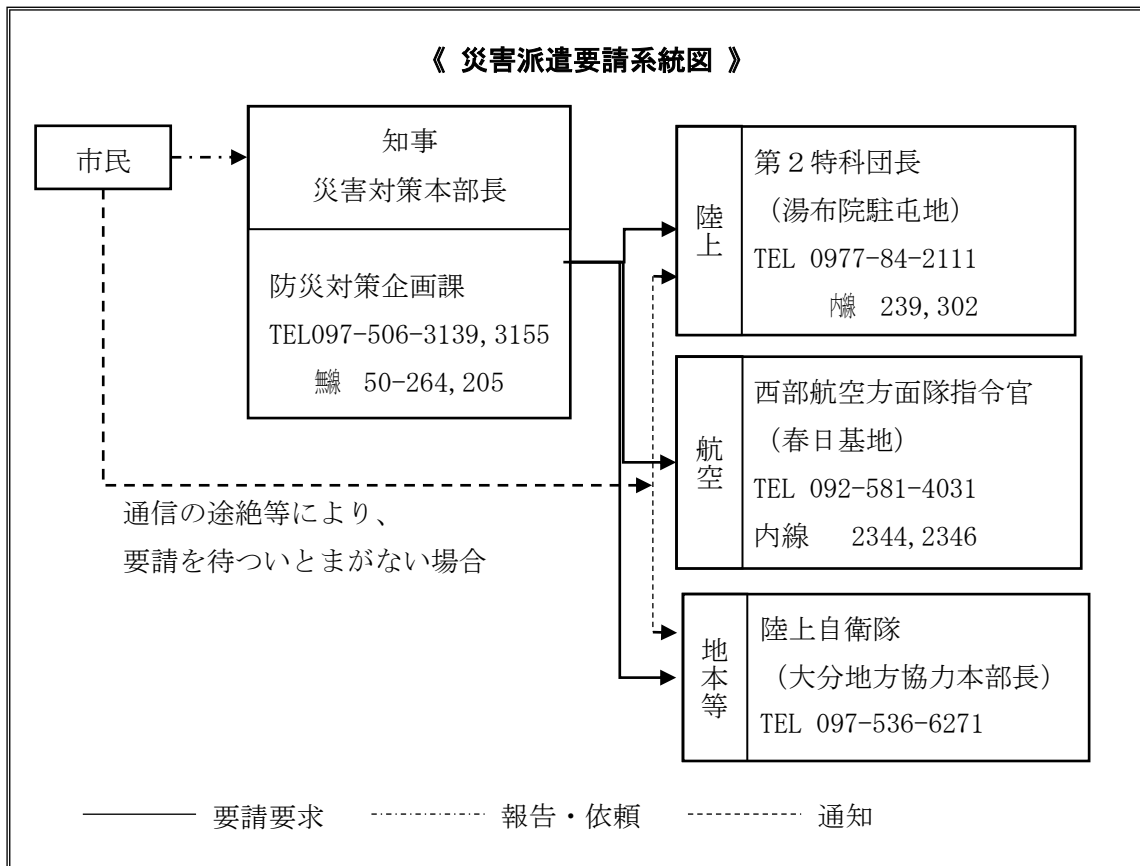 《 災害派遣要請系統図 》
市民
知事
災害対策本部長
防災対策企画課
TEL097-506-3139,3155
無線 50-264,205
陸上
第２特科団長
（湯布院駐屯地）
TEL 0977-84-2111
内線 239,302
航空
西部航空方面隊指令官
（春日基地）
TEL 092-581-4031
内線 2344,2346
通信の途絶等により、
要請を待ついとまがない場合
地本等
陸上自衛隊
（大分地方協力本部長）
TEL 097-536-6271
要請要求 報告・依頼 通知